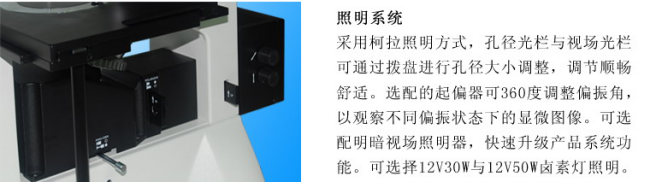 照明系统
采用柯拉照明方式，孔径光栏与视场光栏
可通过拨盘进行孔径大小调整，调节顺畅
舒适。选配的起偏器可360度调整偏振角，
以观察不同偏振状态下的显微图像。可选
配明暗视场照明器，快速升级产品系统功
能。可选择12V30W与12V50W卤素灯照明。